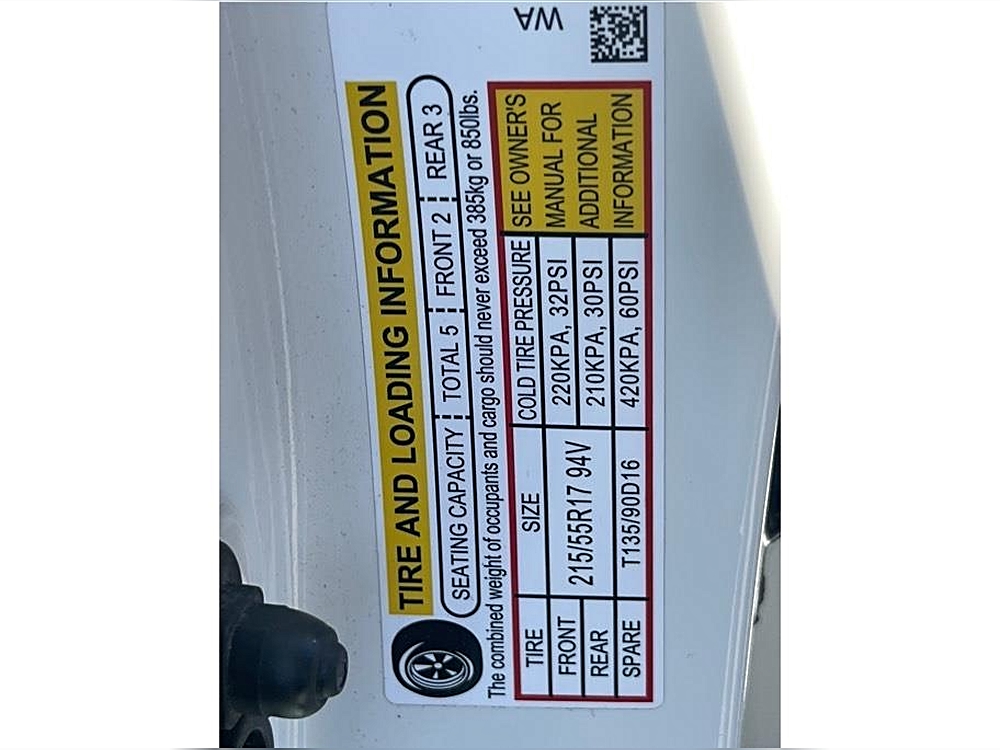 WA
TIRE AND LOADING INFORMATION
SEATING CAPACITY TOTAL 5 FRONT 2 REAR 3
The combined weight of occupants and cargo should never exceed 385kg or 850lbs.
TIRE SIZE COLD TIRE PRESSURE
FRONT 215/55R17 94V 220KPA, 32PSI
REAR 210KPA, 30PSI
SPARE T135/90D16 420KPA, 60PSI
SEE OWNER'S
MANUAL FOR
ADDITIONAL
INFORMATION